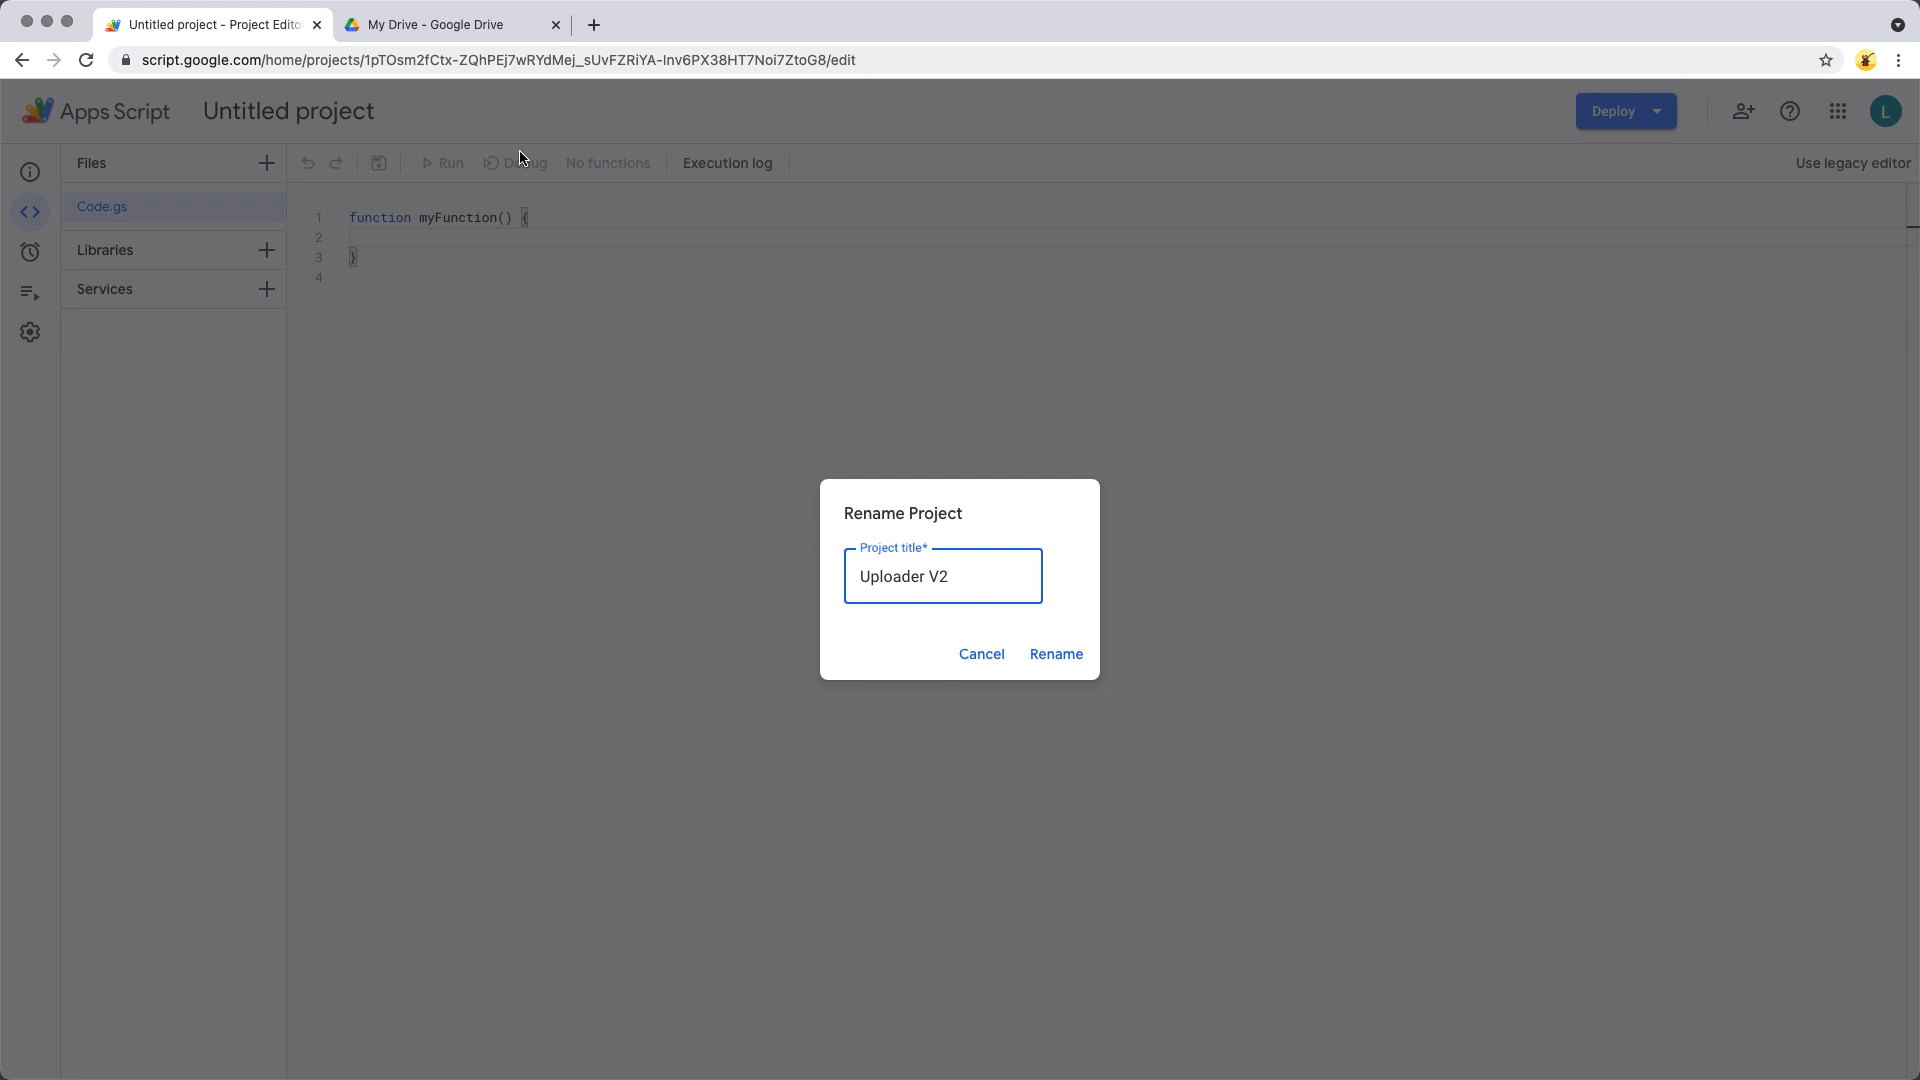 Untitled project - Project Edito
My Drive - Google Drive
script.google.com/home/projects/1pTOsm2fCtx-ZQhPEj7wRYdMej_sUvFZRiYA-Inv6PX38HT7Noi7ZtoG8/edit
Apps Script
Untitled project
Deploy
L
Files
Run
Debug
No functions
Execution log
Use legacy editor
Code.gs
Libraries
Services
1 function myFunction() {
2
3 }
4
Rename Project
Project title*
Uploader V2
Cancel
Rename